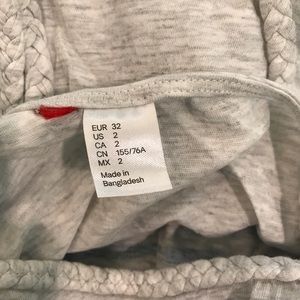 EUR 32
US 2
CA 2
CN 155/76A
MX 2
Made in
Bangladesh